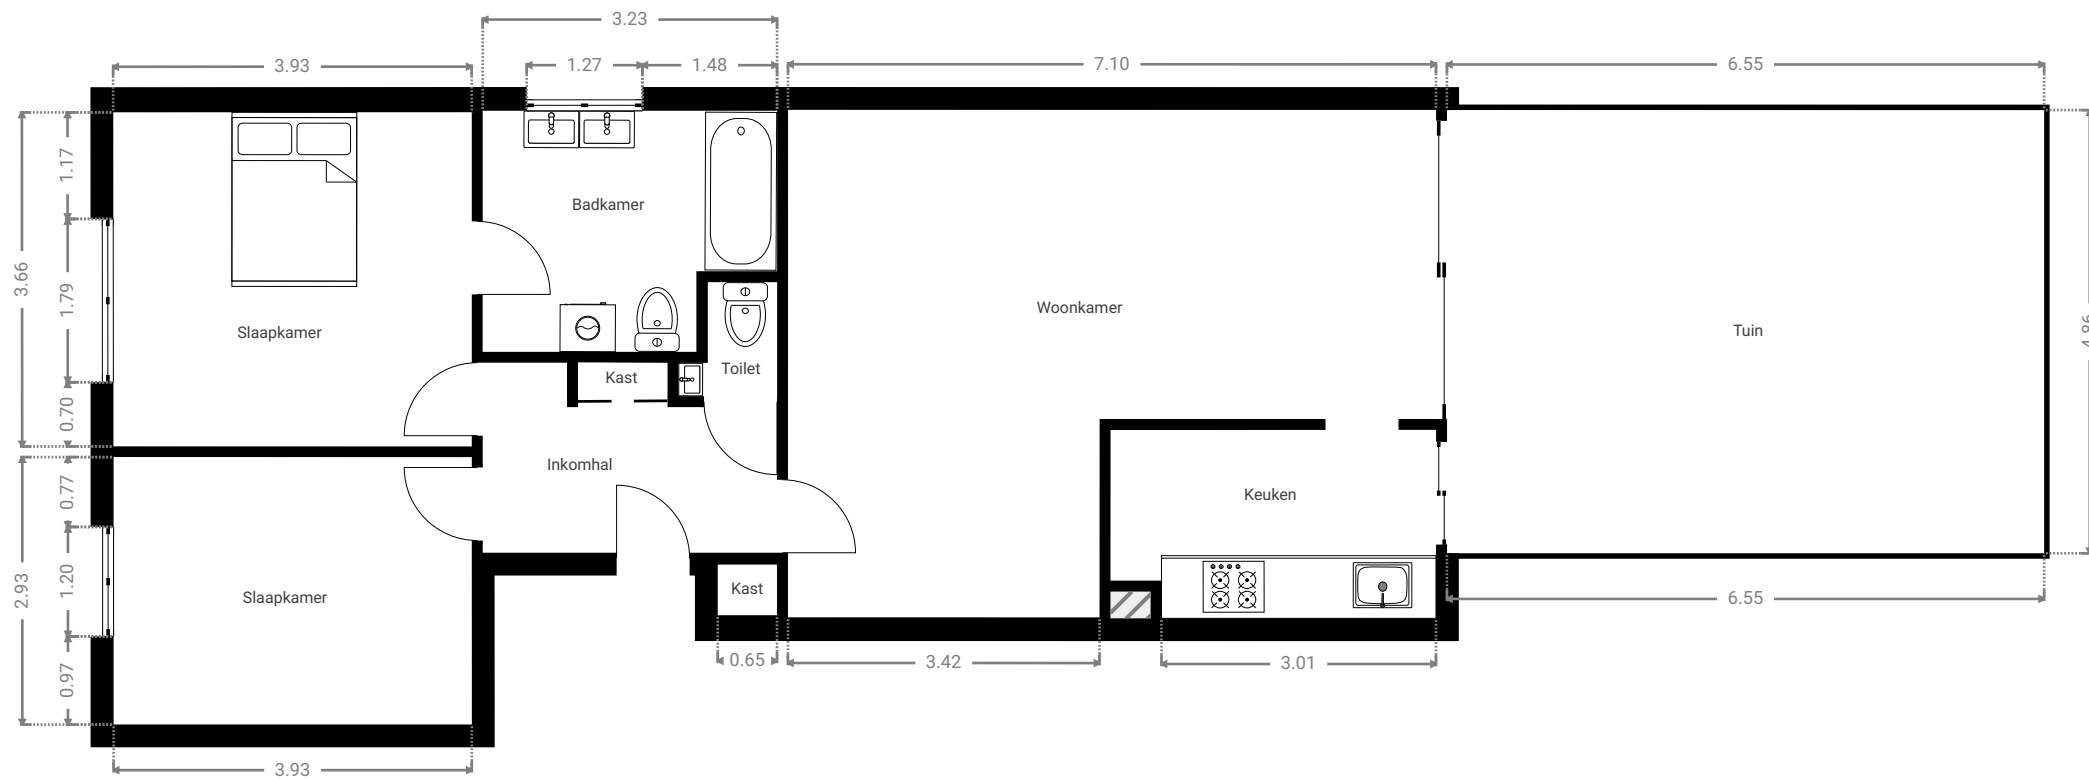 3.23
3.93
1.27
1.48
7.10
6.55
1.17
Badkamer
3.66
1.79
Woonkamer
Slaapkamer
Tuin
4.86
Toilet
Kast
0.70
Inkomhal
0.77
Keuken
2.93
1.20
Kast
Slaapkamer
6.55
0.97
0.65
3.42
3.01
3.93